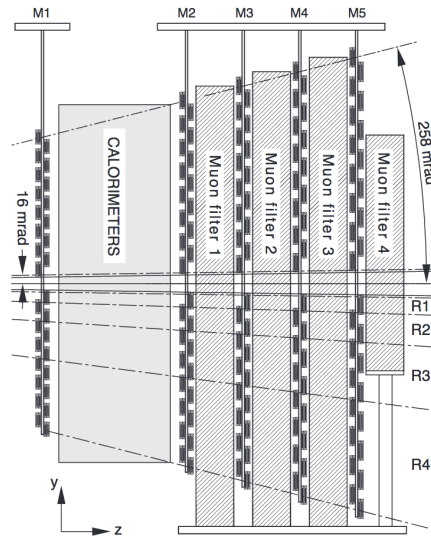 M1
M2
M3
M4
M5
CALORIMETERS
Muon filter 1
Muon filter 2
Muon filter 3
Muon filter 4
258 mrad
16 mrad
R1
R2
R3
R4
y
z